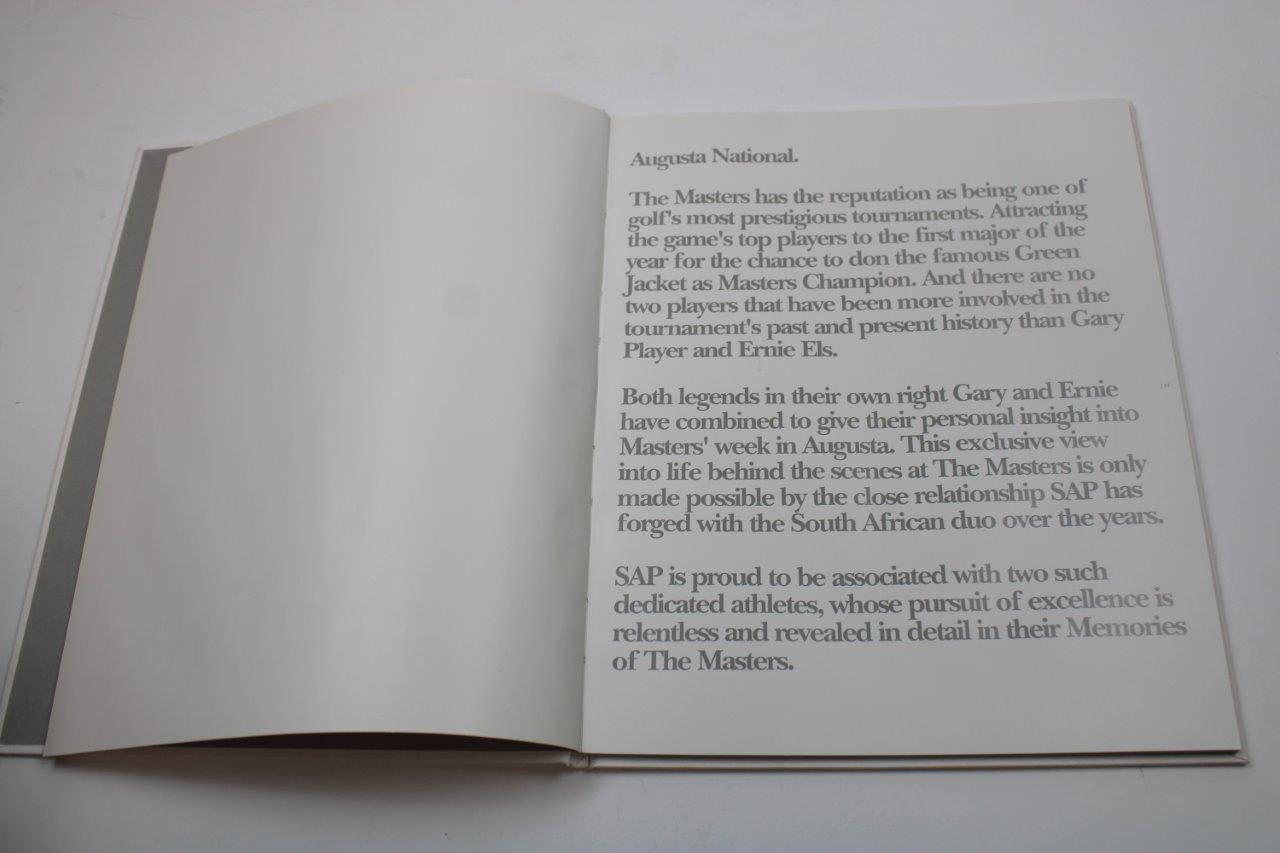 Augusta National.
The Masters has the reputation as being one of
golf's most prestigious tournaments. Attracting
the game's top players to the first major of the
year for the chance to don the famous Green
Jacket as Masters Champion. And there are no
two players that have been more involved in the
tournament's past and present history than Gary
Player and Ernie Els.
Both legends in their own right Gary and Ernie
have combined to give their personal insight into
Masters' week in Augusta. This exclusive view
into life behind the scenes at The Masters is only
made possible by the close relationship SAP has
forged with the South African duo over the years.
SAP is proud to be associated with two such
dedicated athletes, whose pursuit of excellence is
relentless and revealed in detail in their Memories
of The Masters.